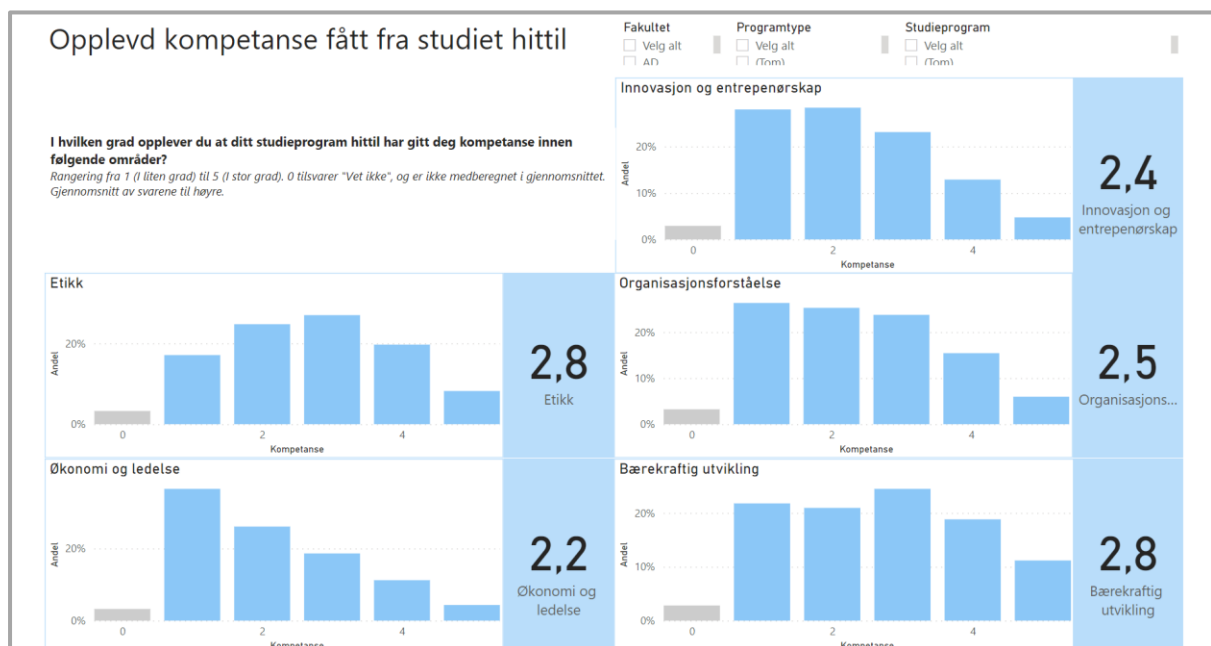 Opplevd kompetanse fått fra studiet hittil
Fakultet
Velg alt
AD
Programtype
Velg alt
(Tom)
Studieprogram
Velg alt
(Tom)
I hvilken grad opplever du at ditt studieprogram hittil har gitt deg kompetanse innen
følgende områder?
Rangering fra 1 (I liten grad) til 5 (I stor grad). 0 tilsvarer "Vet ikke", og er ikke medberegnet i gjennomsnittet.
Gjennomsnitt av svarene til høyre.
Innovasjon og entrepenørskap
Andel
20%
10%
0%
0 2 4
Kompetanse
2,4
Innovasjon og
entrepenørskap
Etikk
Andel
20%
0%
0 2 4
Kompetanse
2,8
Etikk
Organisasjonsforståelse
Andel
20%
10%
0%
0 2 4
Kompetanse
2,5
Organisasjons...
Økonomi og ledelse
Andel
20%
0%
0 2 4
Kompetanse
2,2
Økonomi og
ledelse
Bærekraftig utvikling
Andel
20%
10%
0%
0 2 4
Kompetanse
2,8
Bærekraftig
utvikling